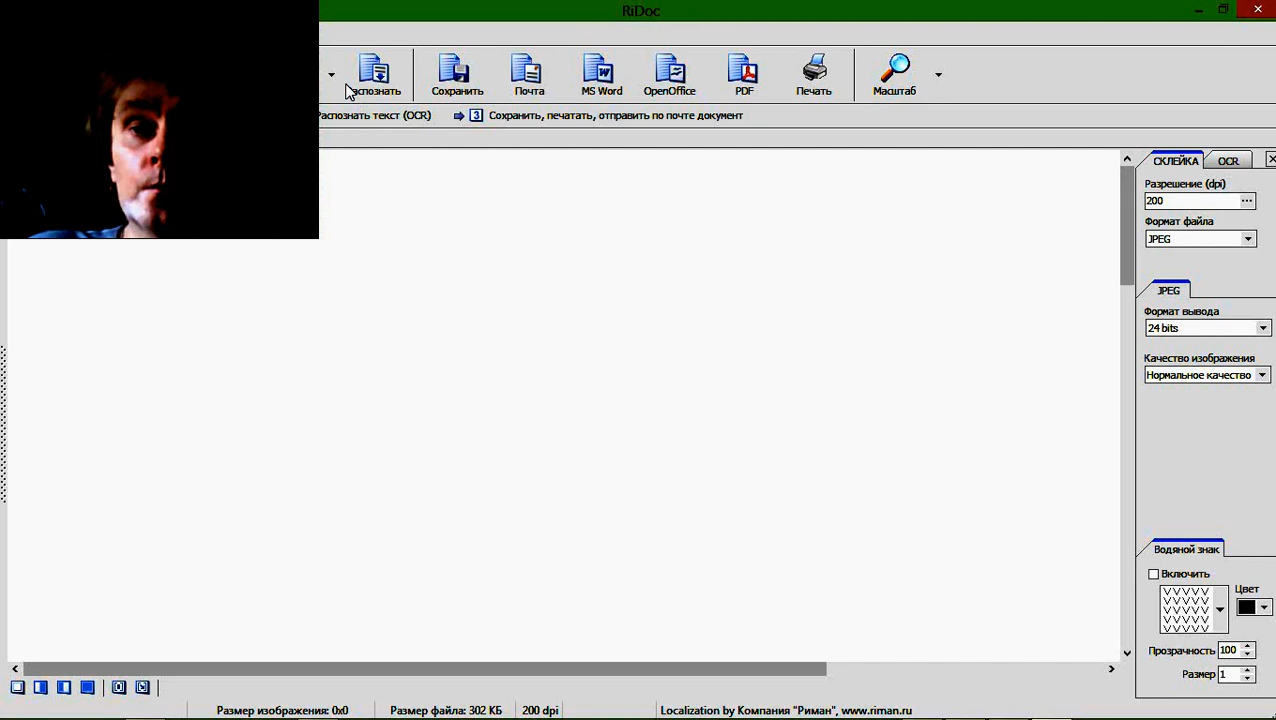 RiDoc
аспознать
Сохранить
Почта
MS Word
OpenOffice
PDF
Печать
Масштаб
Распознать текст (OCR) 3 Сохранить, печатать, отправить по почте документ
СКЛЕЙКА OCR
Разрешение (dpi)
200
Формат файла
JPEG
JPEG
Формат вывода
24 bits
Качество изображения
Нормальное качество
Водяной знак
Включить
Цвет
Прозрачность 100
Размер 1
Размер изображения: 0x0 Размер файла: 302 КБ 200 dpi Localization by Компания "Риман", www.riman.ru